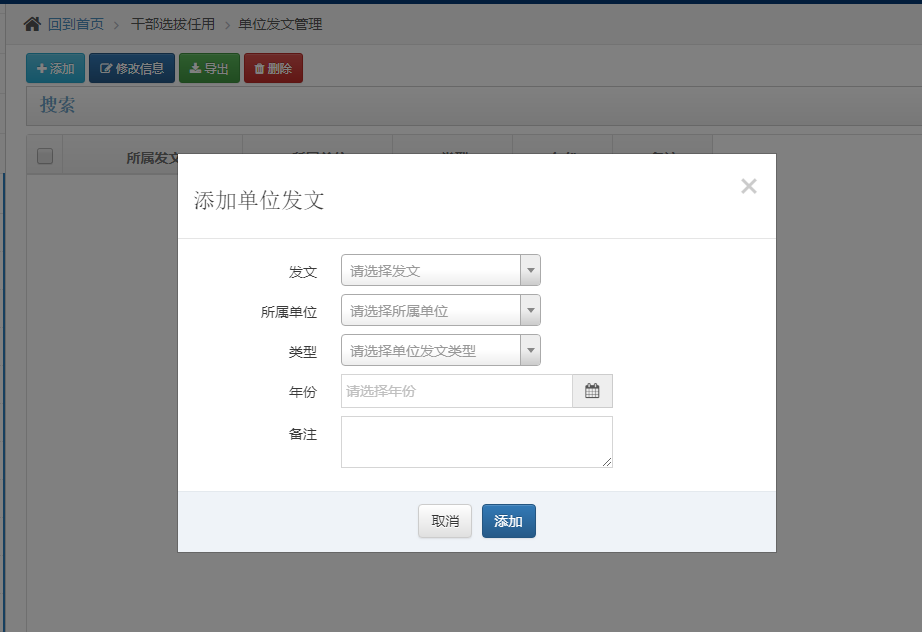 回到首页 > 干部选拔任用 > 单位发文管理
添加 修改信息 导出 删除
搜索
所属发文
添加单位发文
×
发文 请选择发文
所属单位 请选择所属单位
类型 请选择单位发文类型
年份 请选择年份
备注
取消 添加